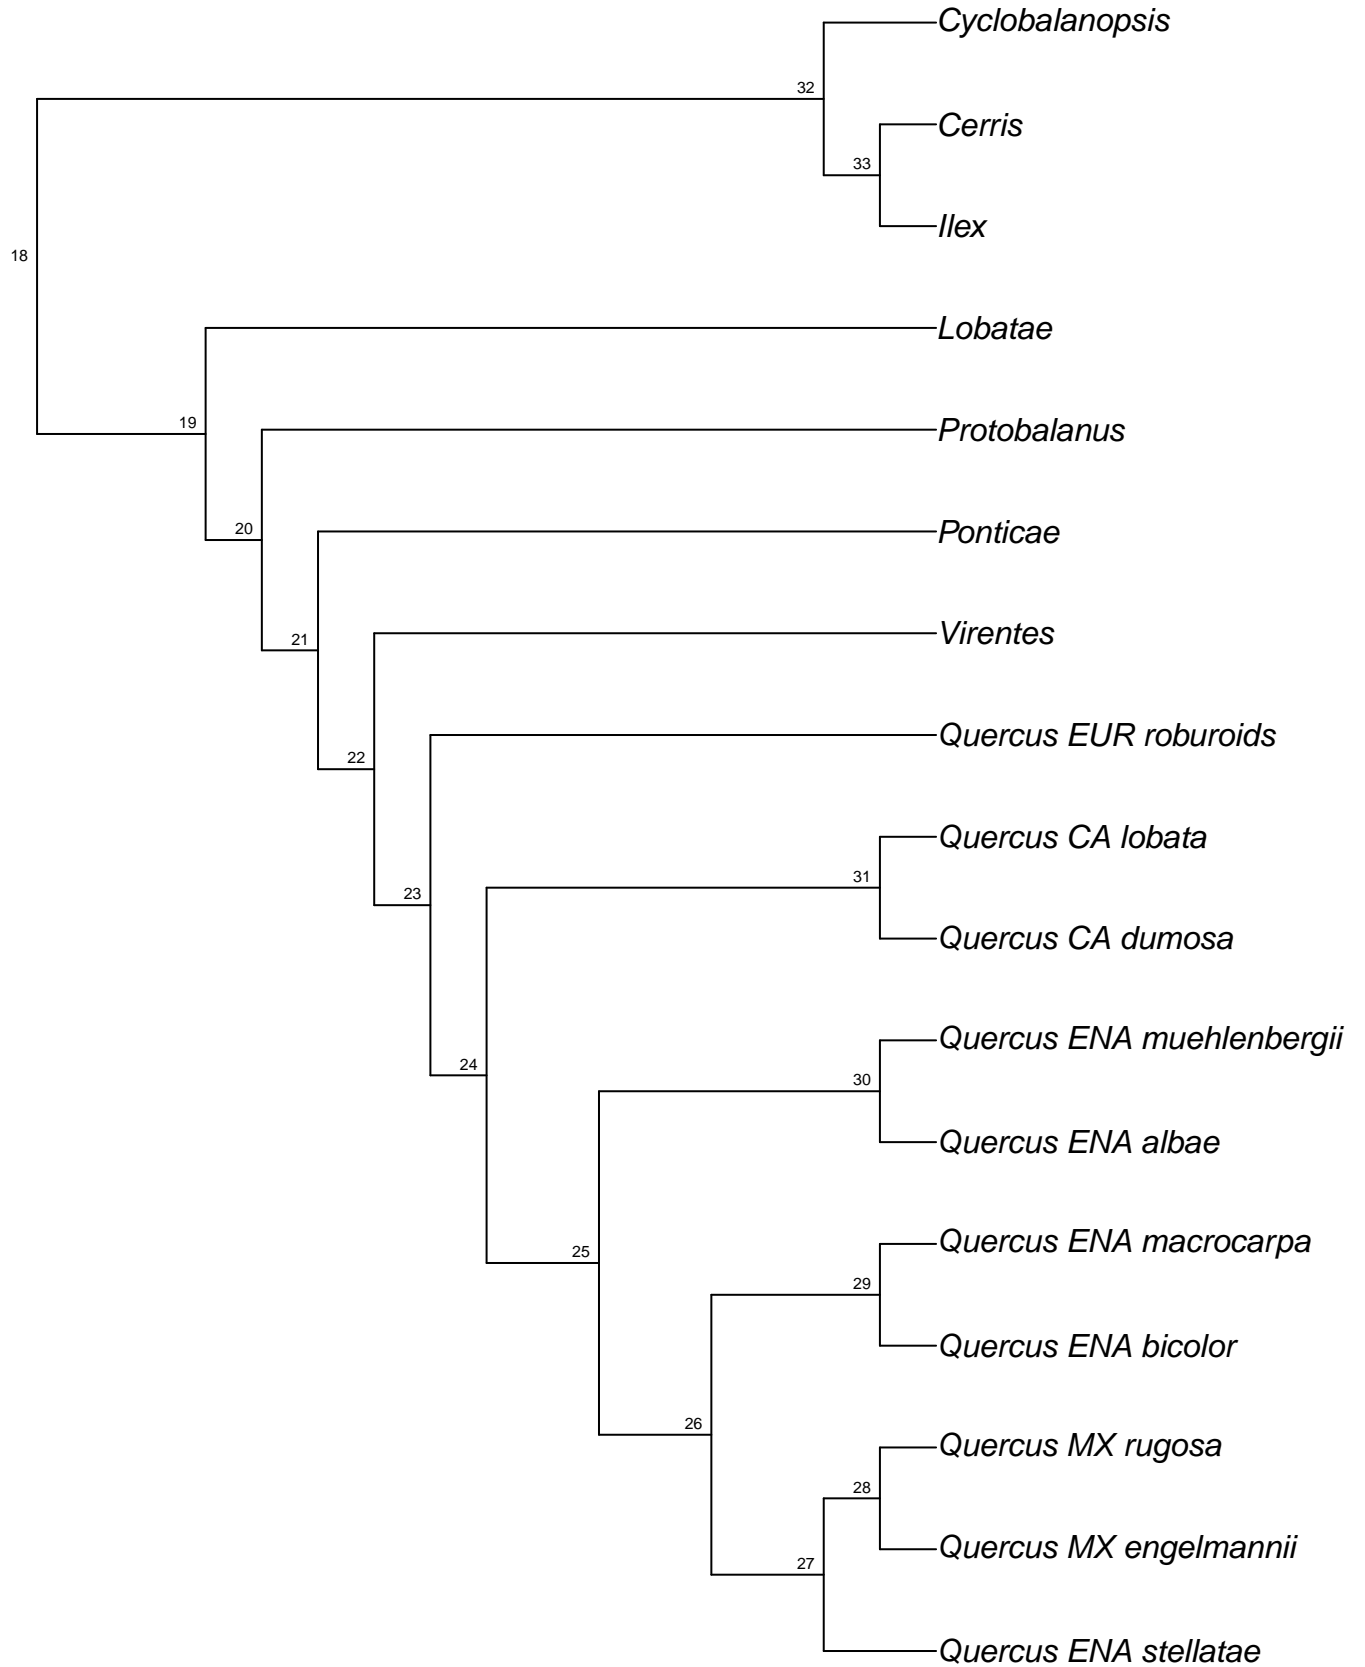 Cyclobalanopsis
32
Cerris
33
Ilex
18
Lobatae
19
Protobalanus
20
Ponticae
21
Virentes
22
Quercus EUR roburoids
Quercus CA lobata
31
23
Quercus CA dumosa
Quercus ENA muehlenbergii
24
30
Quercus ENA albae
Quercus ENA macrocarpa
25
29
Quercus ENA bicolor
26
Quercus MX rugosa
28
Quercus MX engelmannii
27
Quercus ENA stellatae